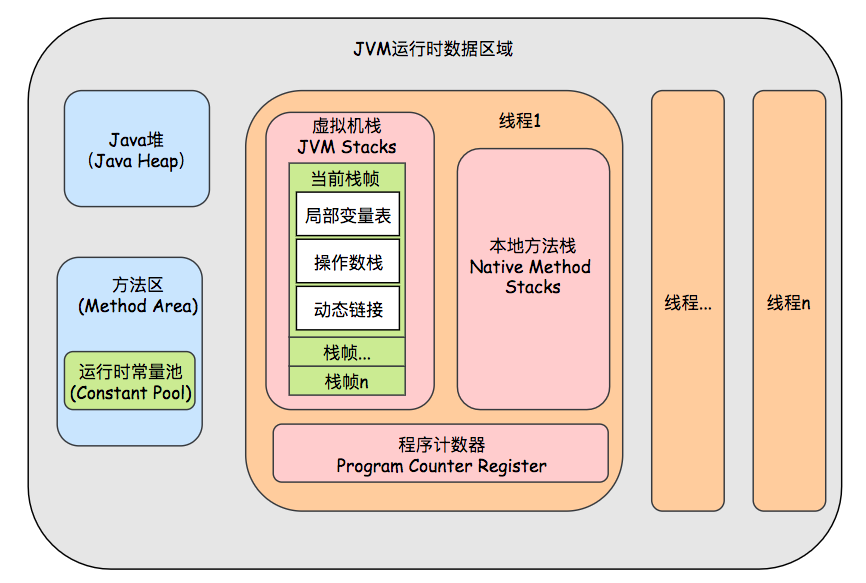 JVM运行时数据区域
Java堆
（Java Heap）
方法区
(Method Area)
运行时常量池
(Constant Pool)
线程1
虚拟机栈
JVM Stacks
当前栈帧
局部变量表
操作数栈
动态链接
栈帧...
栈帧n
本地方法栈
Native Method
Stacks
程序计数器
Program Counter Register
线程...
线程n